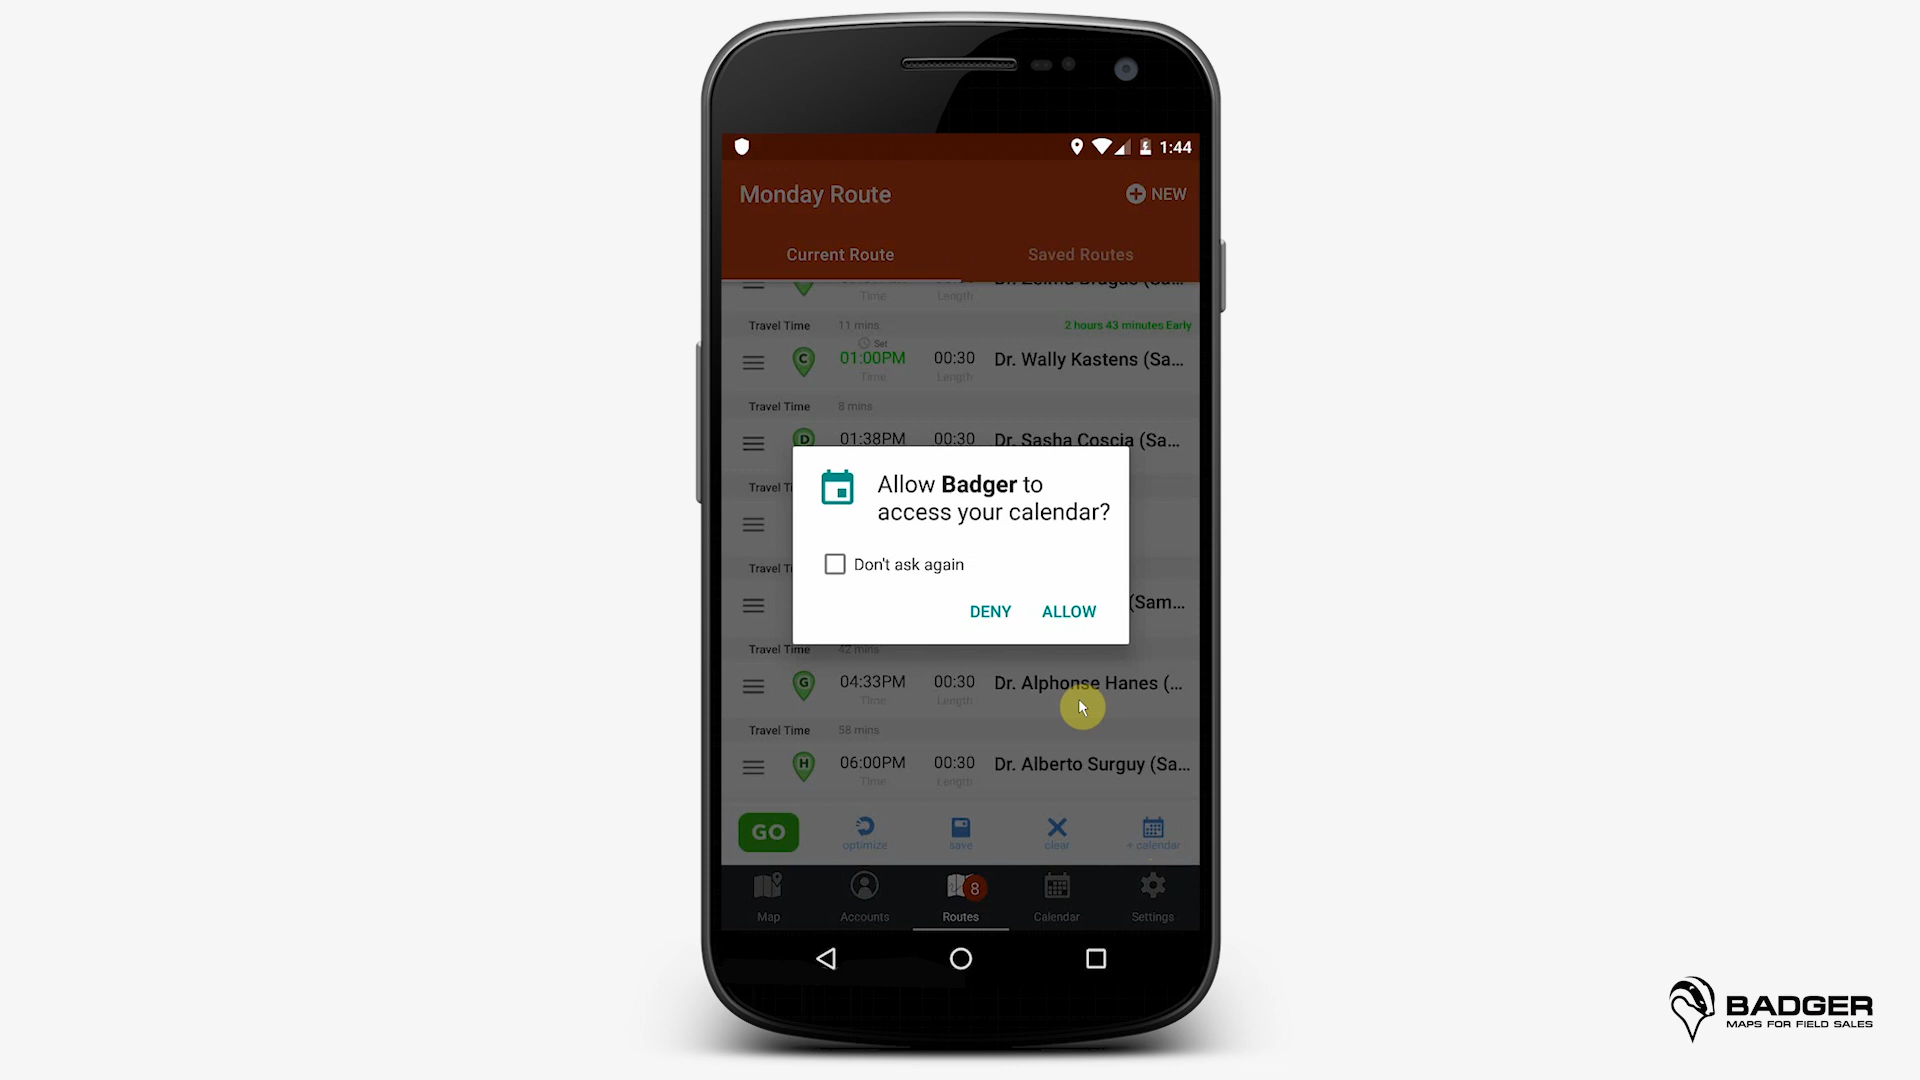 1:44
Monday Route
NEW
Current Route
Saved Routes
Time
Length
Travel Time
11 mins
2 hours 43 minutes Early
Set
C
01:00PM
00:30
Dr. Wally Kastens (Sa...
Time
Length
Travel Time
8 mins
D
01:38PM
00:30
Dr. Sasha Coscia (Sa...
Travel Ti
Allow Badger to
access your calendar?
Don't ask again
DENY
ALLOW
Travel Ti
(Sam...
Travel Time
42 mins
G
04:33PM
00:30
Dr. Alphonse Hanes (...
Time
Length
Travel Time
58 mins
H
06:00PM
00:30
Dr. Alberto Surguy (Sa...
Time
Length
GO
optimize
save
clear
+ calendar
8
Map
Accounts
Routes
Calendar
Settings
BADGER
MAPS FOR FIELD SALES